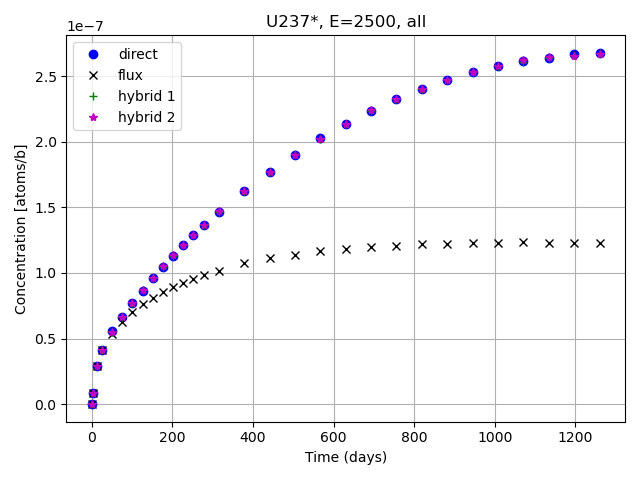 U237*, E=2500, all
1e−7
direct
flux
hybrid 1
hybrid 2
2.5
2.0
1.5
1.0
0.5
0.0
Concentration [atoms/b]
0 200 400 600 800 1000 1200
Time (days)